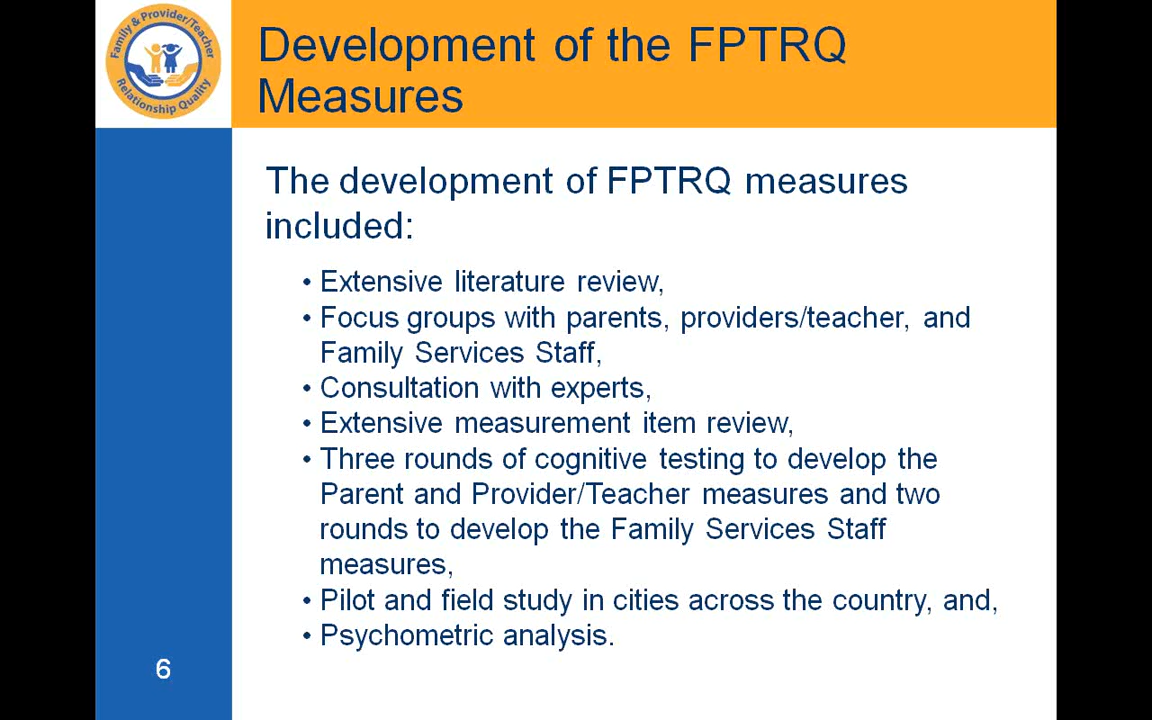 Family & Provider/Teacher
Relationship Quality
Development of the FPTRQ
Measures
The development of FPTRQ measures
included:
• Extensive literature review,
• Focus groups with parents, providers/teacher, and
Family Services Staff,
• Consultation with experts,
• Extensive measurement item review,
• Three rounds of cognitive testing to develop the
Parent and Provider/Teacher measures and two
rounds to develop the Family Services Staff
measures,
• Pilot and field study in cities across the country, and,
• Psychometric analysis.
6